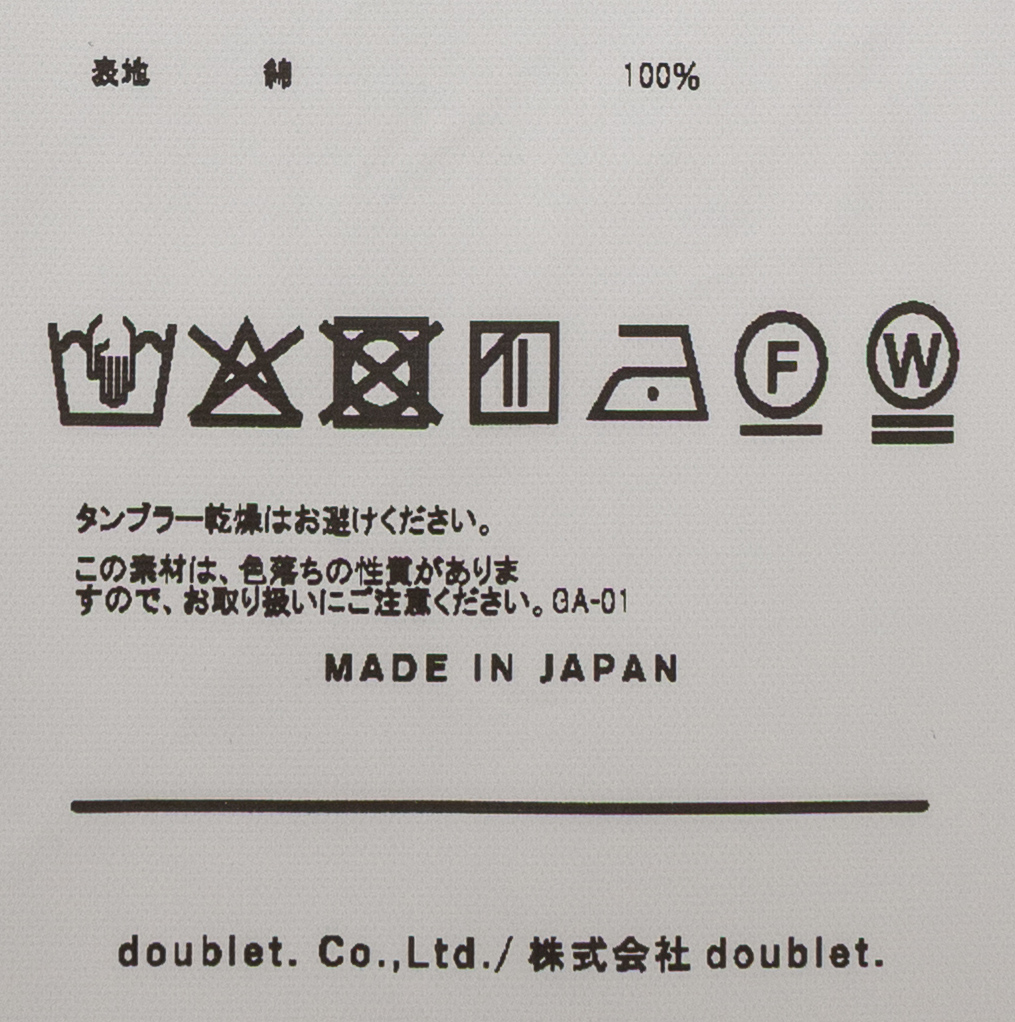 表地 綿 100%
F W
タンブラー乾燥はお避けください。
この素材は、色落ちの性質がありま
すので、お取り扱いにご注意ください。GA-01
MADE IN JAPAN
doublet. Co.,Ltd./ 株式会社 doublet.